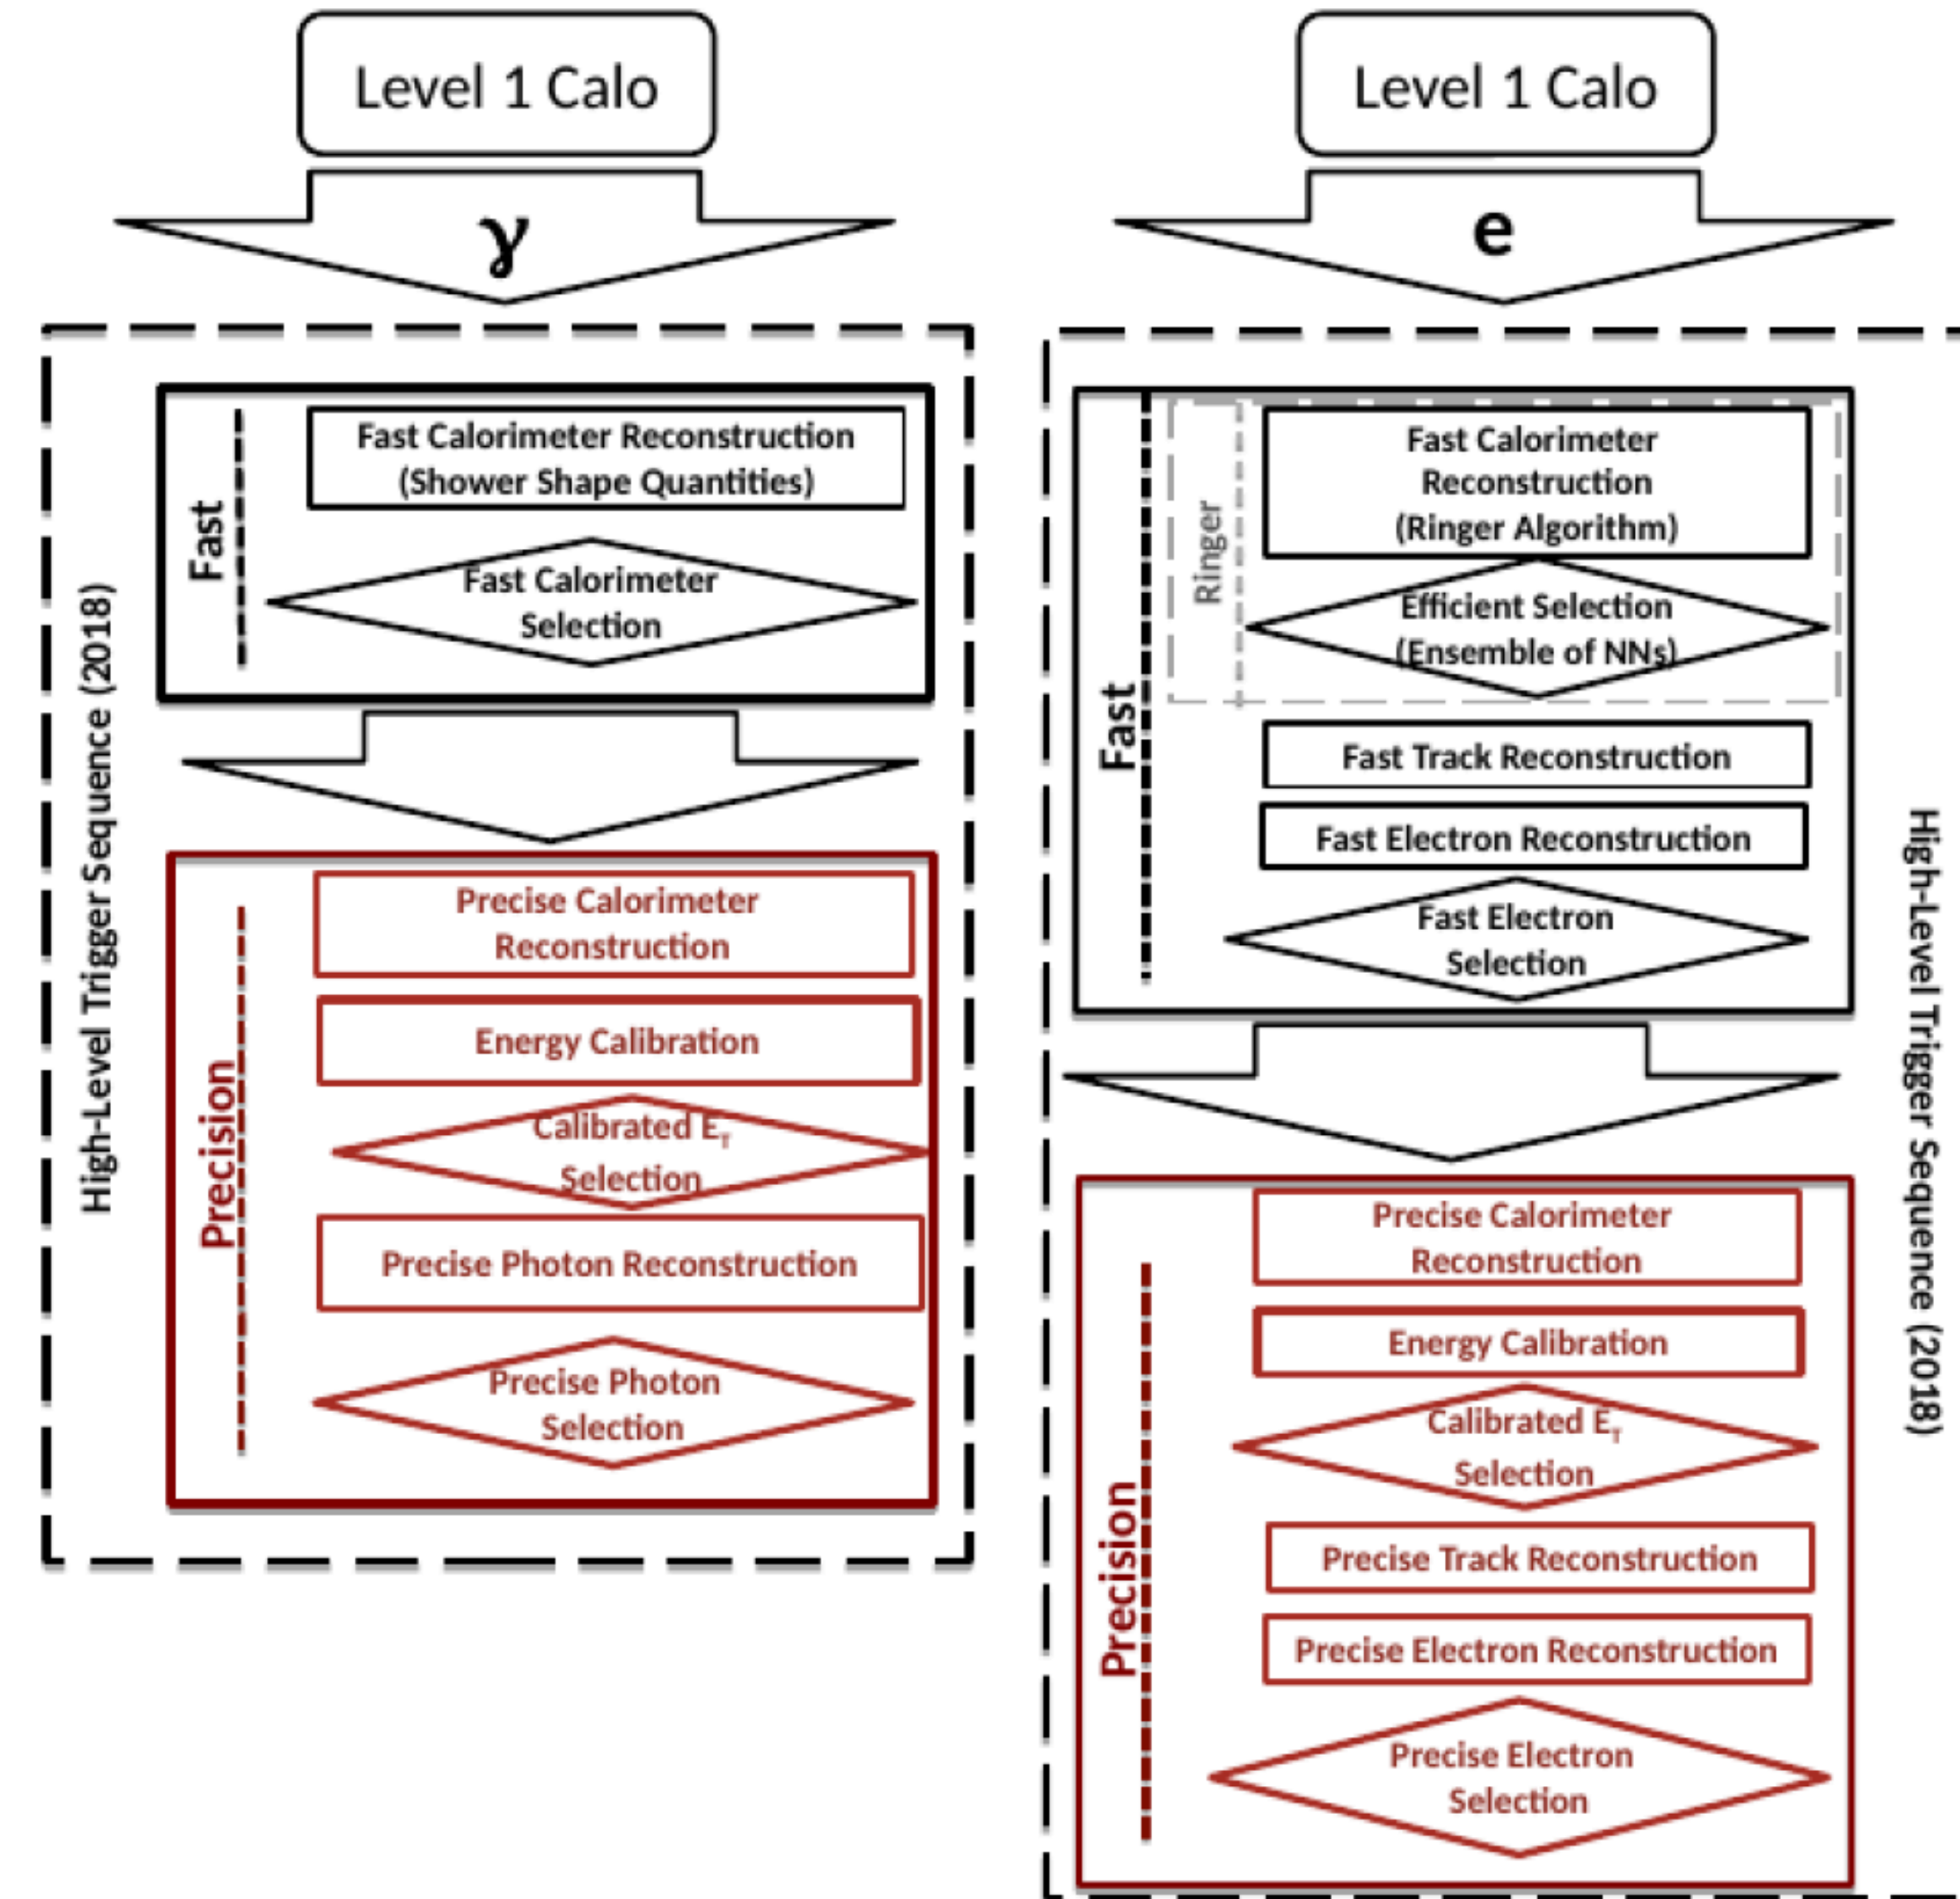 Level 1 Calo
γ
High-Level Trigger Sequence (2018)
Fast
Fast Calorimeter Reconstruction
(Shower Shape Quantities)
Fast Calorimeter
Selection
Precision
Precise Calorimeter
Reconstruction
Energy Calibration
Calibrated E_T
Selection
Precise Photon Reconstruction
Precise Photon
Selection
Level 1 Calo
e
Fast
Ringer
Fast Calorimeter
Reconstruction
(Ringer Algorithm)
Efficient Selection
(Ensemble of NNs)
Fast Track Reconstruction
Fast Electron Reconstruction
Fast Electron
Selection
Precision
Precise Calorimeter
Reconstruction
Energy Calibration
Calibrated E_T
Selection
Precise Track Reconstruction
Precise Electron Reconstruction
Precise Electron
Selection
High-Level Trigger Sequence (2018)